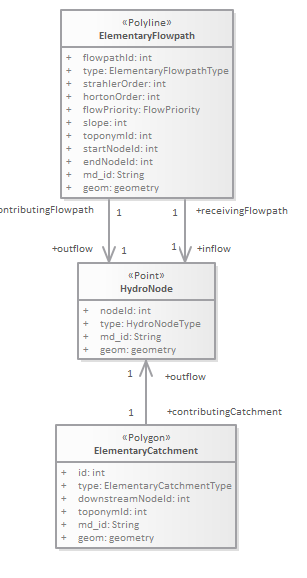 «Polyline»
ElementaryFlowpath
+ flowpathId: int
+ type: ElementaryFlowpathType
+ strahlerOrder: int
+ hortonOrder: int
+ flowPriority: FlowPriority
+ slope: int
+ toponymId: int
+ startNodeId: int
+ endNodeId: int
+ md_id: String
+ geom: geometry
ontributingFlowpath 1 1 +receivingFlowpath
+outflow 1 1 +inflow
«Point»
HydroNode
+ nodeId: int
+ type: HydroNodeType
+ md_id: String
+ geom: geometry
1 +outflow
1 +contributingCatchment
«Polygon»
ElementaryCatchment
+ id: int
+ type: ElementaryCatchmentType
+ downstreamNodeId: int
+ toponymId: int
+ md_id: String
+ geom: geometry